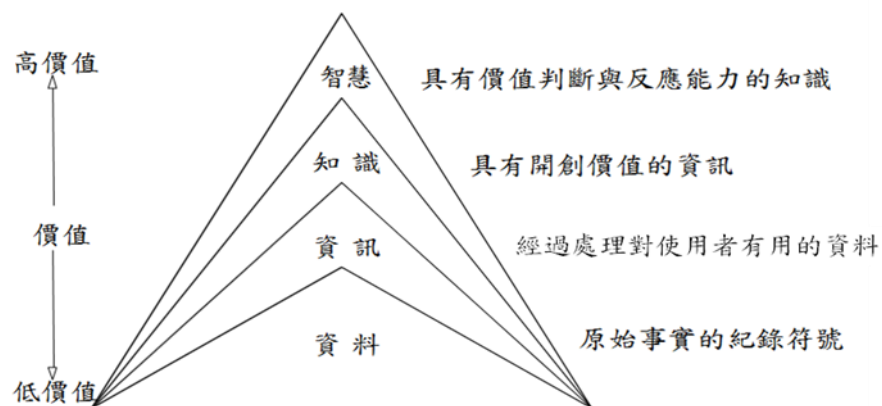 高價值
智慧 具有價值判斷與反應能力的知識
知識 具有開創價值的資訊
價值
資訊 經過處理對使用者有用的資料
資料 原始事實的紀錄符號
低價值